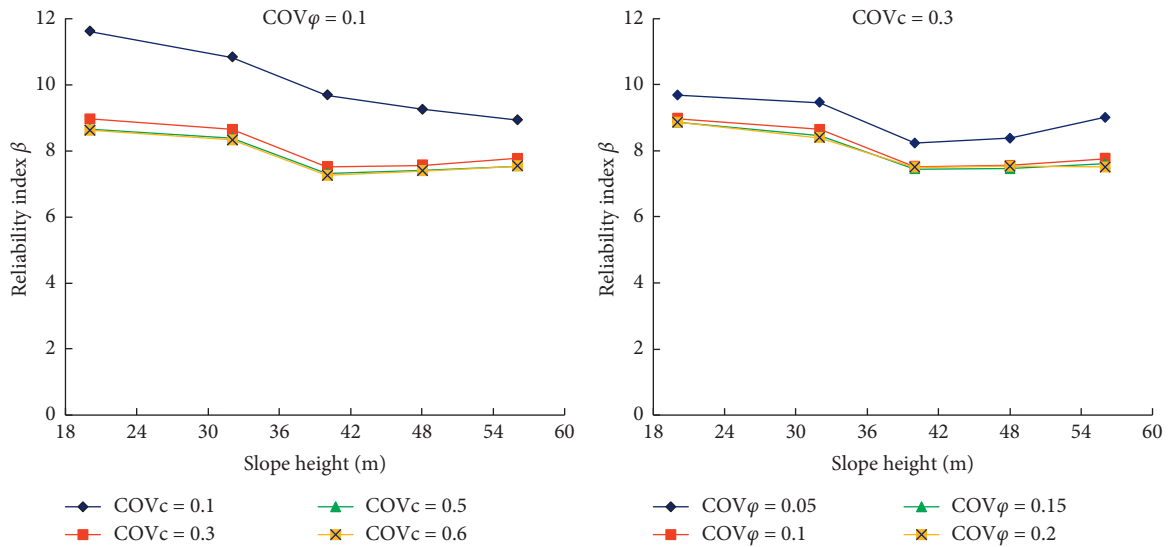 COVφ = 0.1
12
10
8
6
4
2
0
Reliability index β
18 30 36 42 48 54 60
Slope height (m)
COVc = 0.1 COVc = 0.5
COVc = 0.3 COVc = 0.6
COVc = 0.3
12
10
8
6
4
2
0
Reliability index β
18 30 36 42 48 54 60
Slope height (m)
COVφ = 0.05 COVφ = 0.15
COVφ = 0.1 COVφ = 0.2